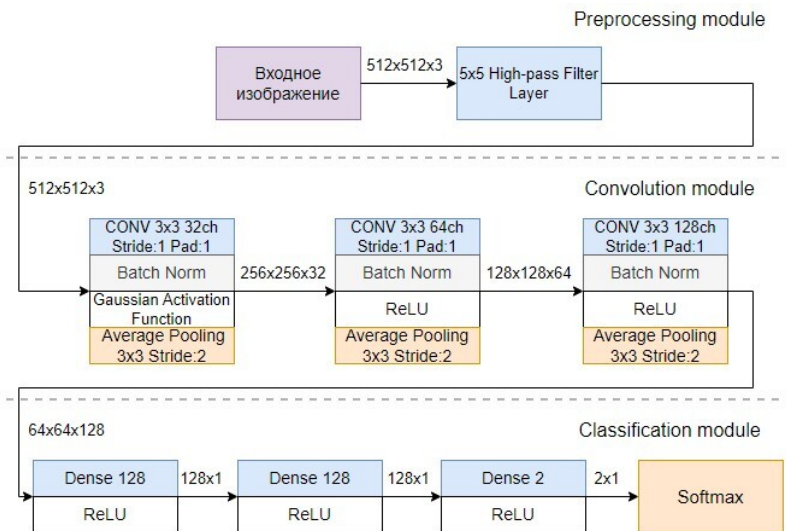 Preprocessing module
Входное
изображение
512x512x3
5x5 High-pass Filter
Layer
512x512x3
Convolution module
CONV 3x3 32ch
Stride:1 Pad:1
Batch Norm
Gaussian Activation
Function
Average Pooling
3x3 Stride:2
256x256x32
CONV 3x3 64ch
Stride:1 Pad:1
Batch Norm
ReLU
Average Pooling
3x3 Stride:2
128x128x64
CONV 3x3 128ch
Stride:1 Pad:1
Batch Norm
ReLU
Average Pooling
3x3 Stride:2
64x64x128
Classification module
Dense 128
ReLU
128x1
Dense 128
ReLU
128x1
Dense 2
ReLU
2x1
Softmax